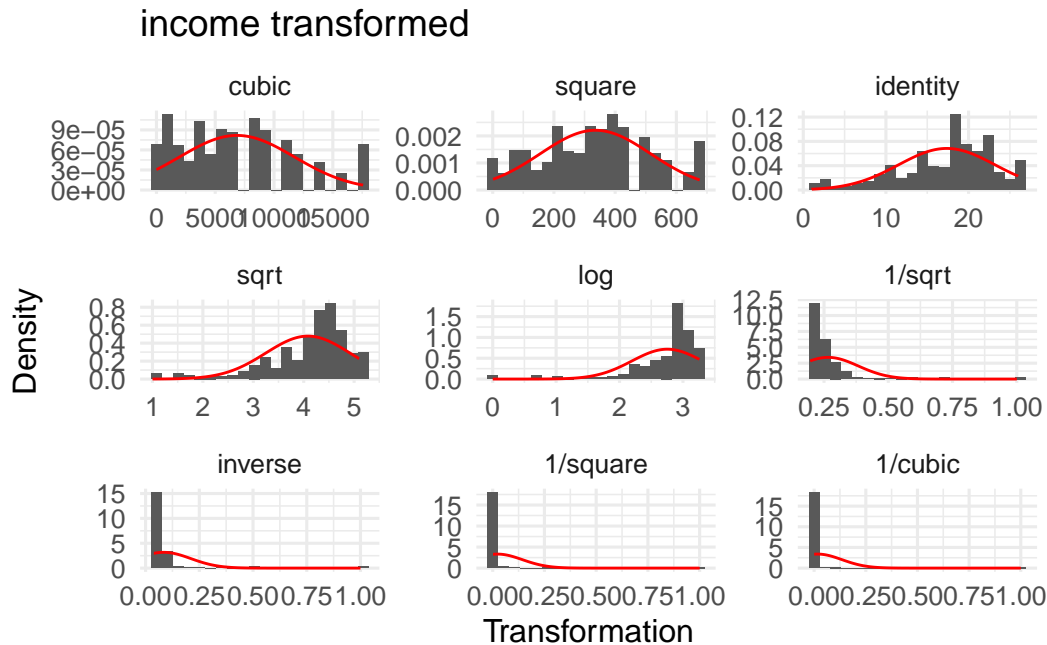 income transformed
cubic square identity
9e−05
6e−05
3e−05
0e+00
0 5000 10000 15000
0.002
0.001
0.000
0 200 400 600
0.12
0.08
0.04
0.00
0 10 20
Density
sqrt log 1/sqrt
0.8
0.6
0.4
0.2
0.0
1 2 3 4 5
1.5
1.0
0.5
0.0
0 1 2 3
12.5
10.0
7.5
5.0
2.5
0.0
0.25 0.50 0.75 1.00
inverse 1/square 1/cubic
15
10
5
0
0.00 0.25 0.50 0.75 1.00
15
10
5
0
0.00 0.25 0.50 0.75 1.00
15
10
5
0
0.00 0.25 0.50 0.75 1.00
Transformation